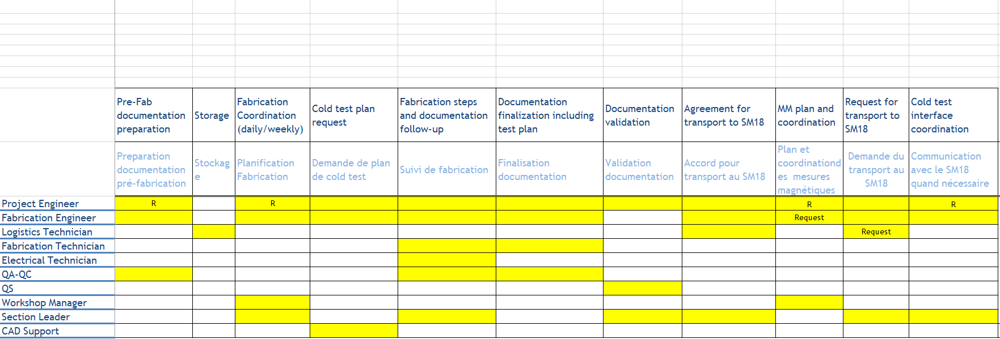 Pre-Fab
documentation
preparation
Storage
Fabrication
Coordination
(daily/weekly)
Cold test plan
request
Fabrication steps
and documentation
follow-up
Documentation
finalization including
test plan
Documentation
validation
Agreement for
transport to SM18
MM plan and
coordination
Request for
transport to
SM18
Cold test
interface
coordination
Preparation
documentation
pré-fabrication
Stockag
e
Planification
Fabrication
Demande de plan
de cold test
Suivi de fabrication
Finalisation
documentation
Validation
documentation
Accord pour
transport au SM18
Plan et
coordinationd
es mesures
magnétiques
Demande du
transport au
SM18
Communication
avec le SM18
quand nécessaire
Project Engineer R R R R
Fabrication Engineer Request
Logistics Technician Request
Fabrication Technician
Electrical Technician
QA-QC
QS
Workshop Manager
Section Leader
CAD Support